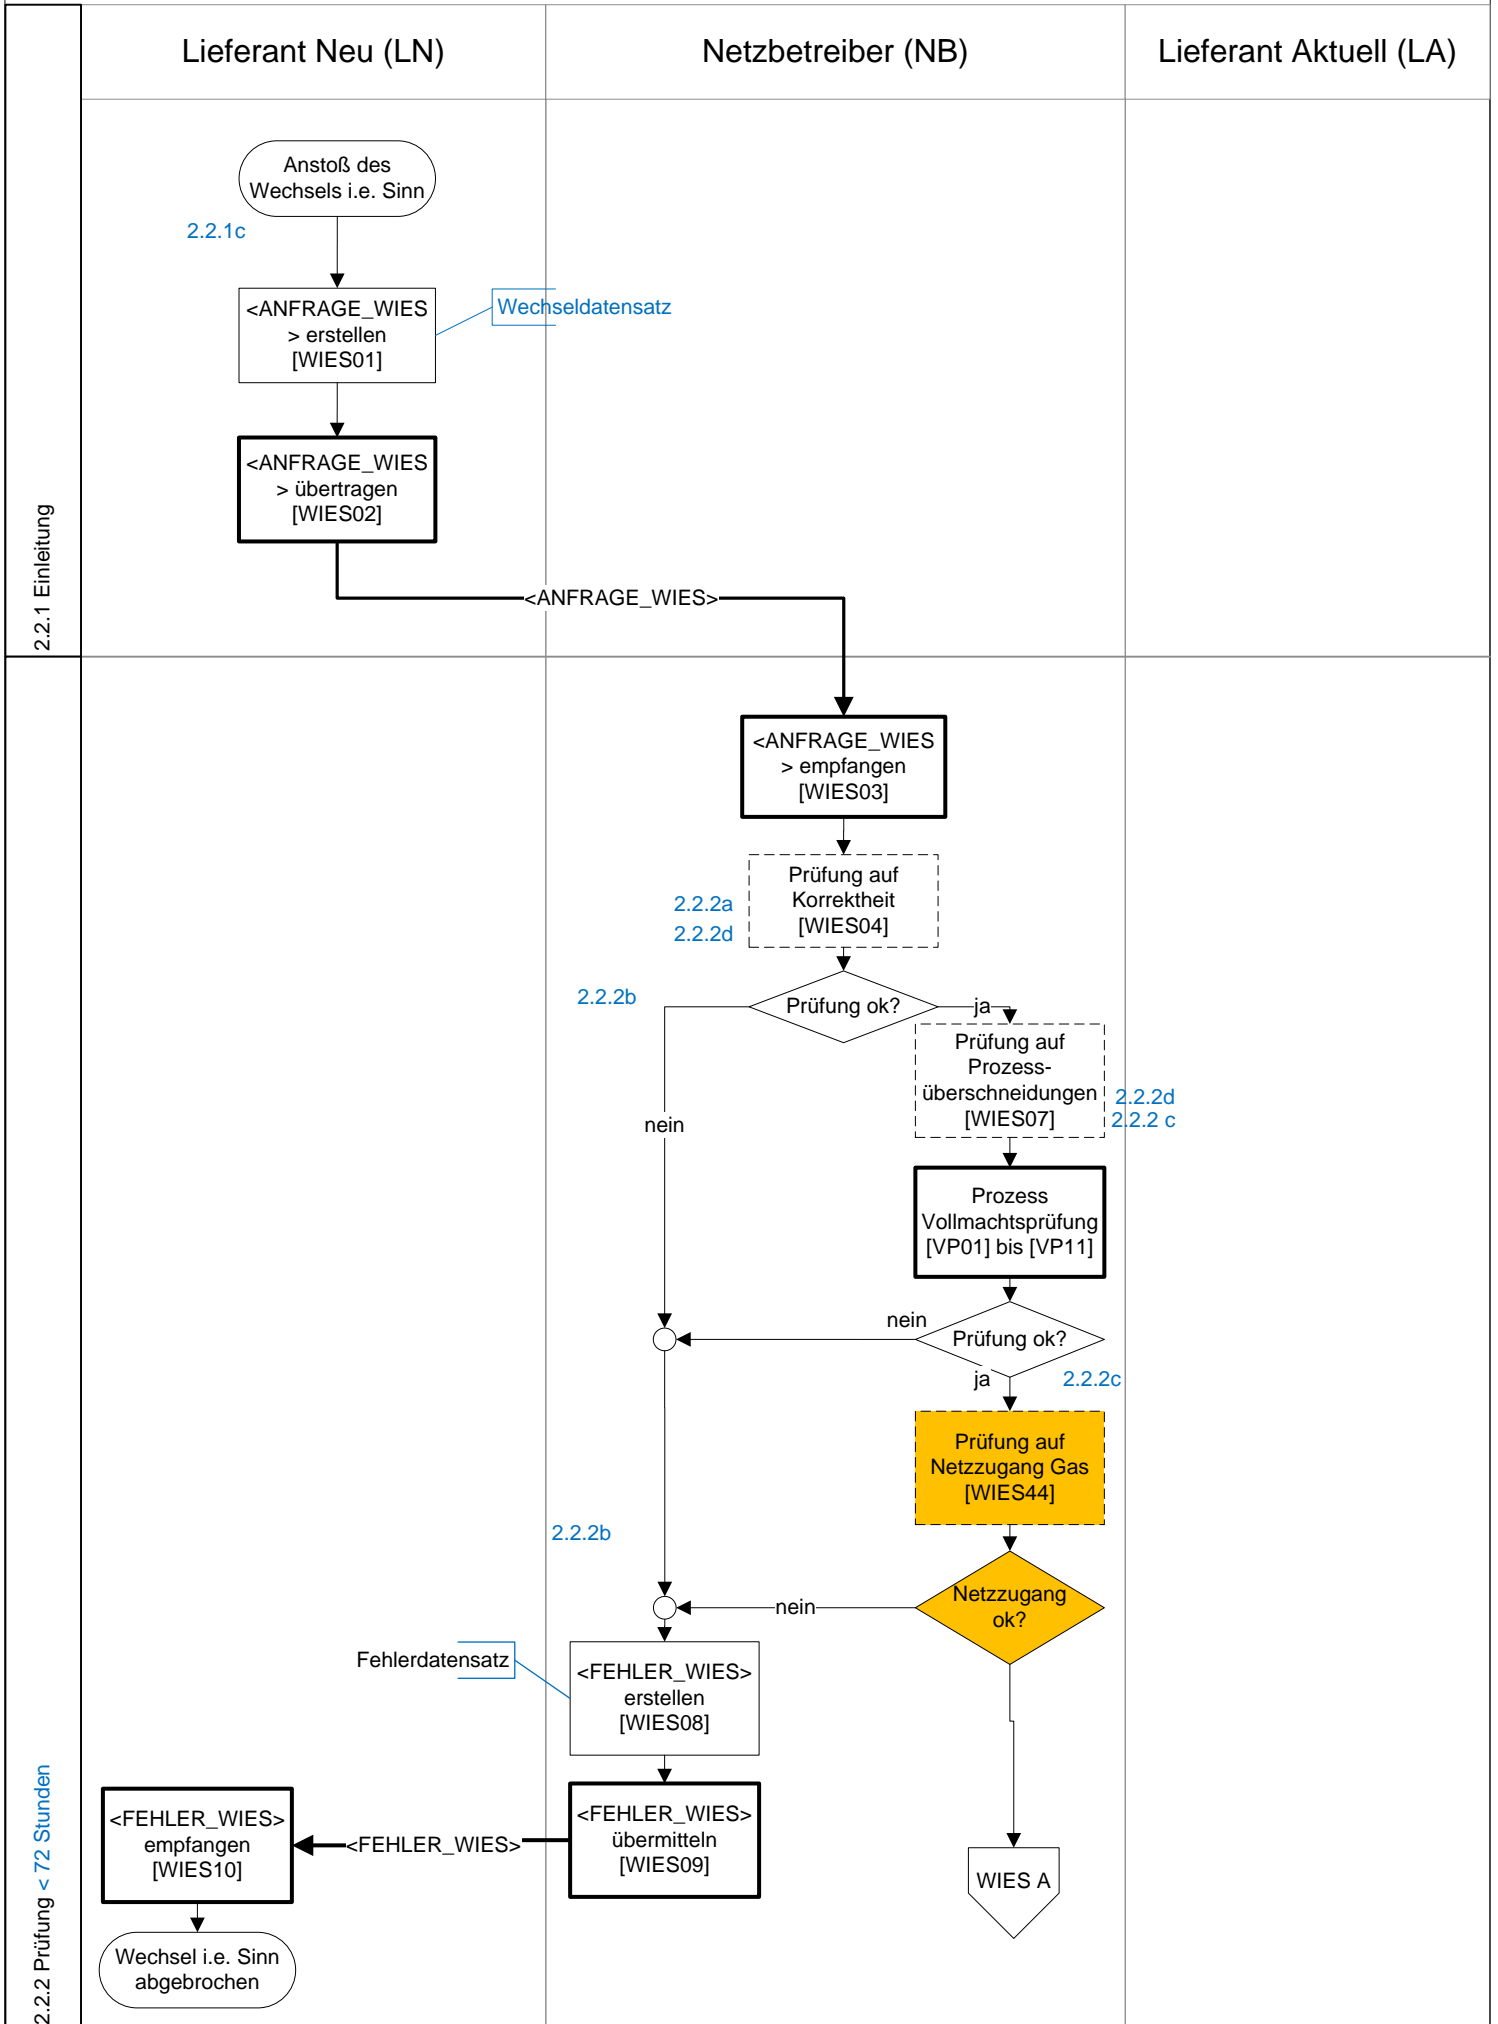 Lieferant Neu (LN)
Netzbetreiber (NB)
Lieferant Aktuell (LA)
2.2.1 Einleitung
Anstoß des
Wechsels i.e. Sinn
2.2.1c
<ANFRAGE_WIES
> erstellen
[WIES01]
Wechseldatensatz
<ANFRAGE_WIES
> übertragen
[WIES02]
<ANFRAGE_WIES>
2.2.2 Prüfung < 72 Stunden
<ANFRAGE_WIES
> empfangen
[WIES03]
Prüfung auf
Korrektheit
[WIES04]
2.2.2a
2.2.2d
2.2.2b
Prüfung ok?
ja
Prüfung auf
Prozess-
überschneidungen
[WIES07]
2.2.2d
2.2.2 c
nein
Prozess
Vollmachtsprüfung
[VP01] bis [VP11]
nein
Prüfung ok?
ja
2.2.2c
Prüfung auf
Netzzugang Gas
[WIES44]
2.2.2b
Netzzugang
ok?
nein
Fehlerdatensatz
<FEHLER_WIES>
erstellen
[WIES08]
<FEHLER_WIES>
übermitteln
[WIES09]
<FEHLER_WIES>
<FEHLER_WIES>
empfangen
[WIES10]
WIES A
Wechsel i.e. Sinn
abgebrochen